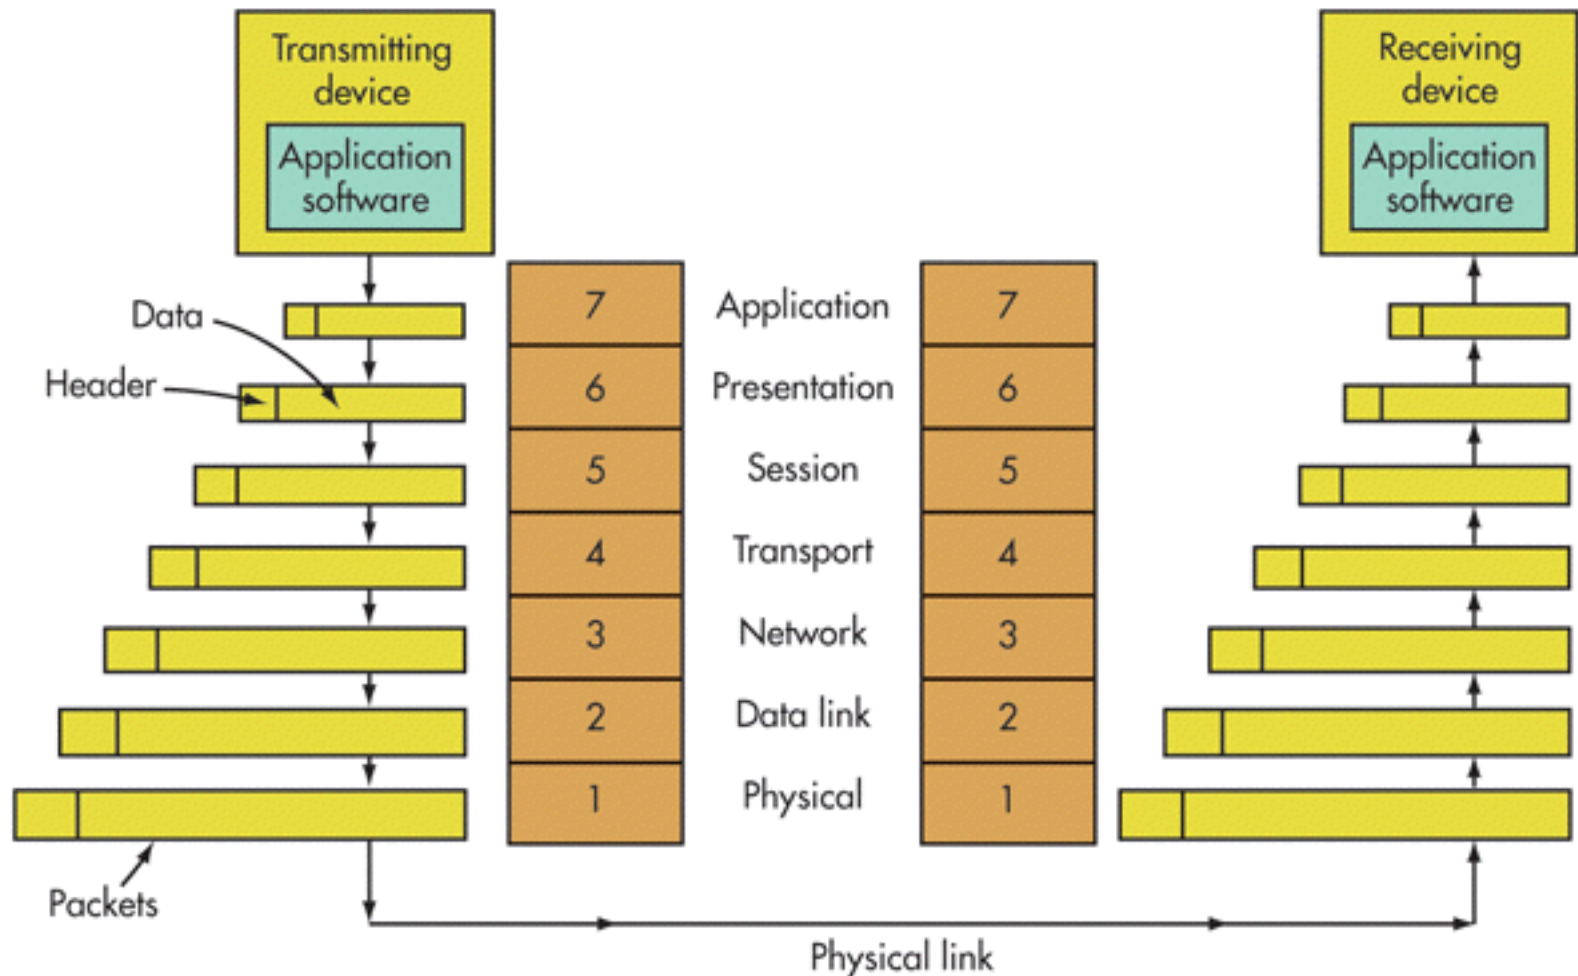 Transmitting
device
Application
software
Receiving
device
Application
software
Data
Header
7 Application 7
6 Presentation 6
5 Session 5
4 Transport 4
3 Network 3
2 Data link 2
1 Physical 1
Packets
Physical link